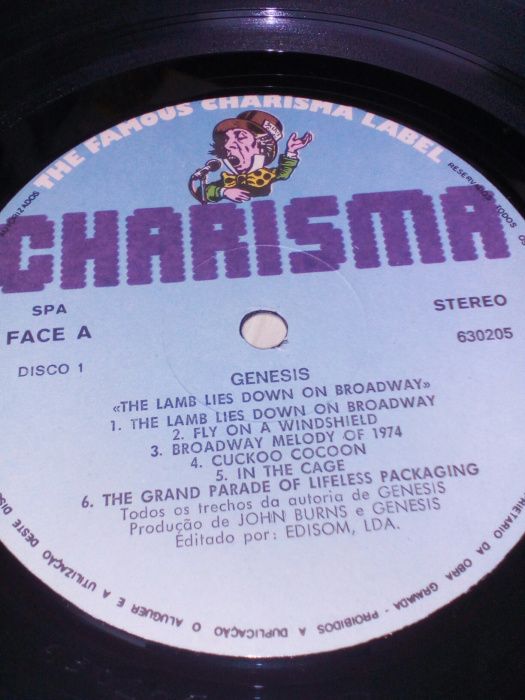 THE FAMOUS CHARISMA LABEL
CHARISMA
SPA
FACE A
DISCO 1
STEREO
630205
GENESIS
«THE LAMB LIES DOWN ON BROADWAY»
1. THE LAMB LIES DOWN ON BROADWAY
2. FLY ON A WINDSHIELD
3. BROADWAY MELODY OF 1974
4. CUCKOO COCOON
5. IN THE CAGE
6. THE GRAND PARADE OF LIFELESS PACKAGING
Todos os trechos da autoria de GENESIS
Produção de JOHN BURNS e GENESIS
Editado por: EDISOM, LDA.
RESERVADOS TODOS OS
DA OBRA GRAVADA - PROIBIDOS A DUPLICAÇÃO O ALUGUER E A UTILIZAÇÃO DESTE